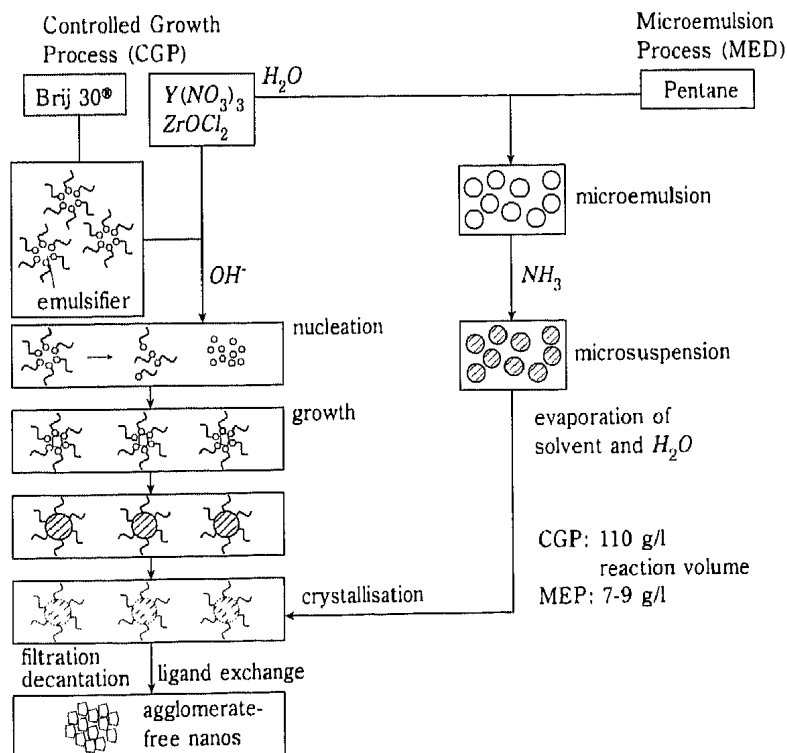 Controlled Growth
Process (CGP)
Microemulsion
Process (MED)
Brij 30®
Y(NO3)3
ZrOCl2
H2O
Pentane
emulsifier
OH-
microemulsion
NH3
nucleation
microsuspension
growth
evaporation of
solvent and H2O
CGP: 110 g/l
reaction volume
MEP: 7-9 g/l
crystallisation
filtration
decantation
ligand exchange
agglomerate-
free nanos